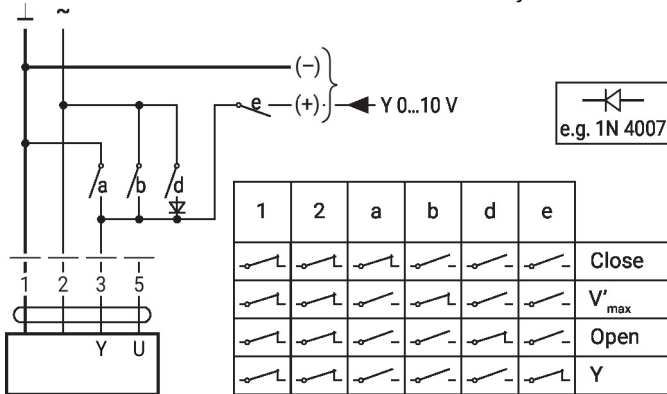 ⊥ ~
(–)
e (+) Y 0...10 V
e.g. 1N 4007
a b d
1 2 a b d e
Close
V'max
Open
Y
1 2 3 5
Y U